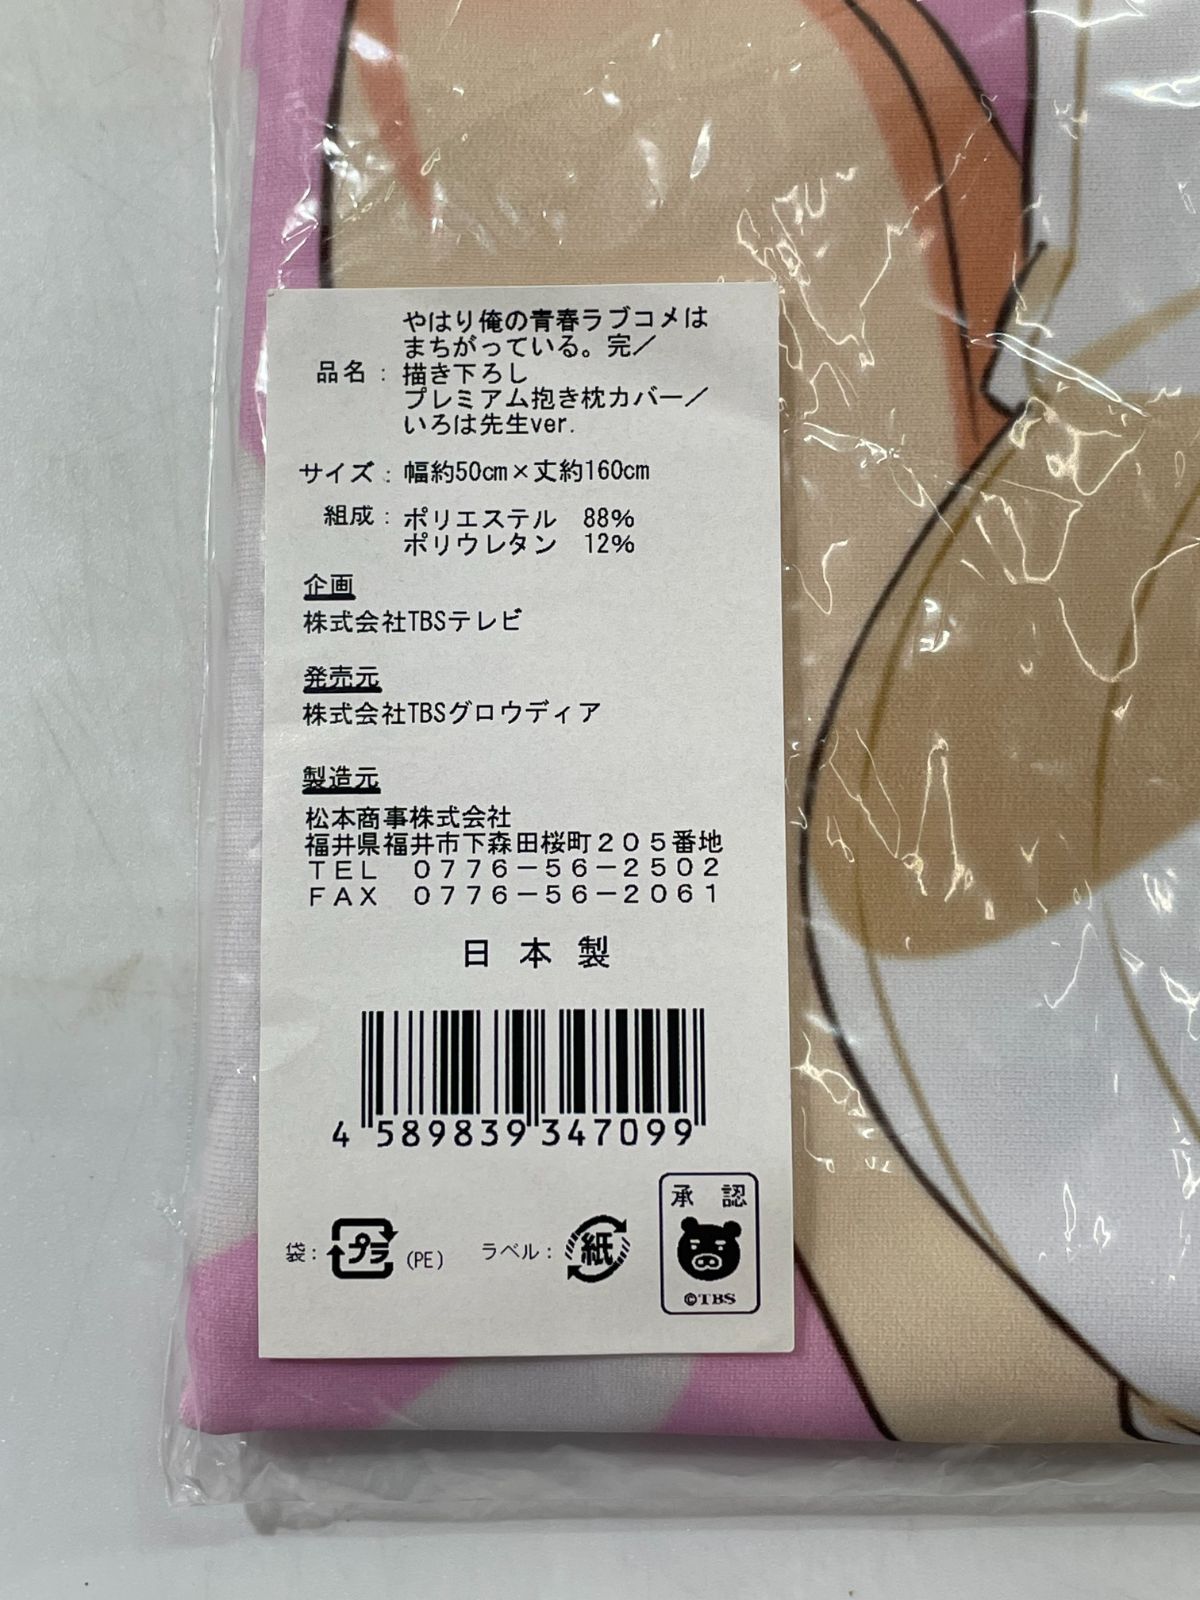 やはり俺の青春ラブコメは
まちがっている。完／
品名：描き下ろし
プレミアム抱き枕カバー／
いろは先生ver.
サイズ：幅約50cm×丈約160cm
組成：ポリエステル 88%
ポリウレタン 12%
企画
株式会社TBSテレビ
発売元
株式会社TBSグロウディア
製造元
松本商事株式会社
福井県福井市下森田桜町２０５番地
ＴＥＬ ０７７６－５６－２５０２
ＦＡＸ ０７７６－５６－２０６１
日本製
4 589839 347099
袋：プラ (PE) ラベル：紙
承認
©TBS